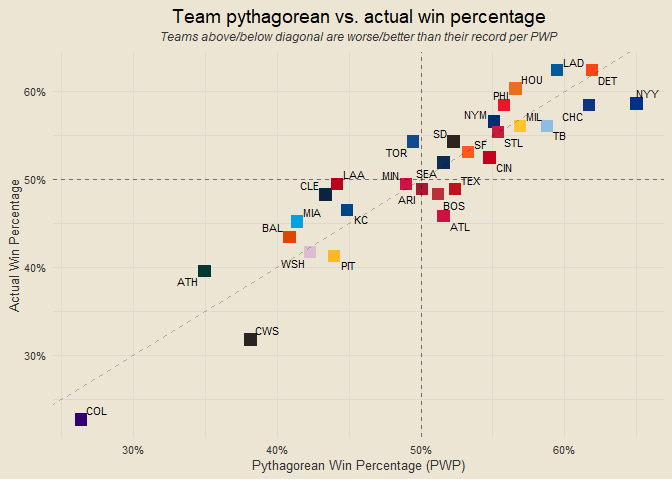 Team pythagorean vs. actual win percentage
Teams above/below diagonal are worse/better than their record per PWP
LAD
DET
HOU
NYY
PHI
CHC
NYM
MIL
TB
SD
STL
SF
TOR
CIN
SEA
MIN
TEX
LAA
CLE
ARI
BOS
KC
ATL
MIA
BAL
WSH
PIT
ATH
CWS
COL
60%
50%
40%
30%
Actual Win Percentage
30%
40%
50%
60%
Pythagorean Win Percentage (PWP)